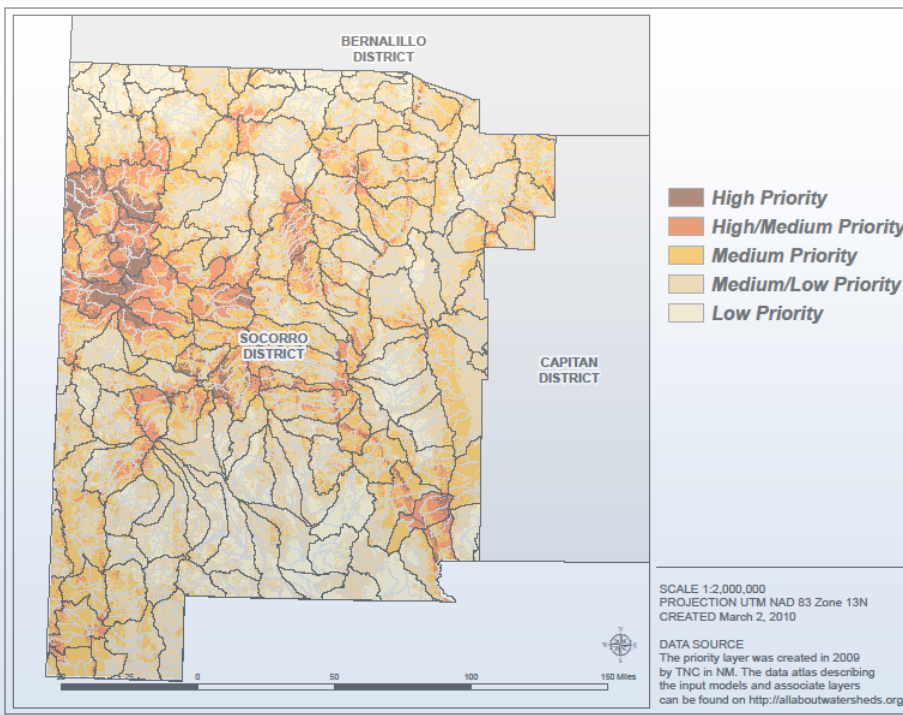 BERNALILLO
DISTRICT
High Priority
High/Medium Priority
Medium Priority
Medium/Low Priority
Low Priority
SOCORRO
DISTRICT
CAPITAN
DISTRICT
SCALE 1:2,000,000
PROJECTION UTM NAD 83 Zone 13N
CREATED March 2, 2010
DATA SOURCE
The priority layer was created in 2009
by TNC in NM. The data atlas describing
the input models and associate layers
can be found on http://allaboutwatersheds.org
N
W E
S
50 25 0 50 100 150 Miles